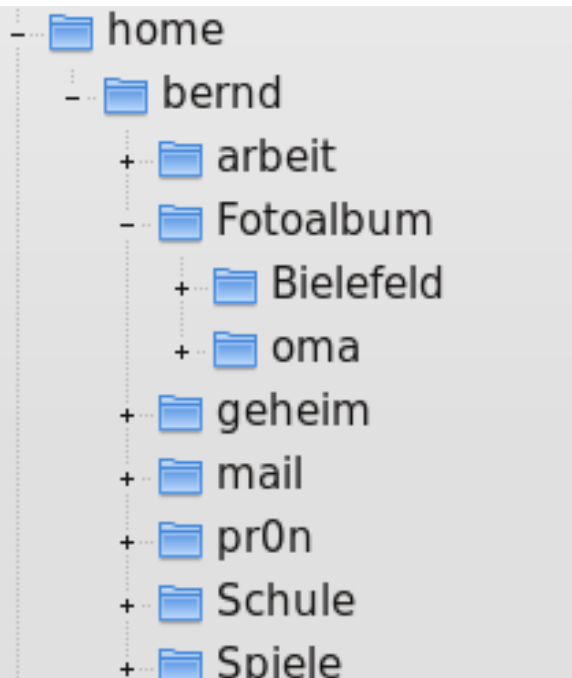 home
bernd
arbeit
Fotoalbum
Bielefeld
oma
geheim
mail
pr0n
Schule
Spiele